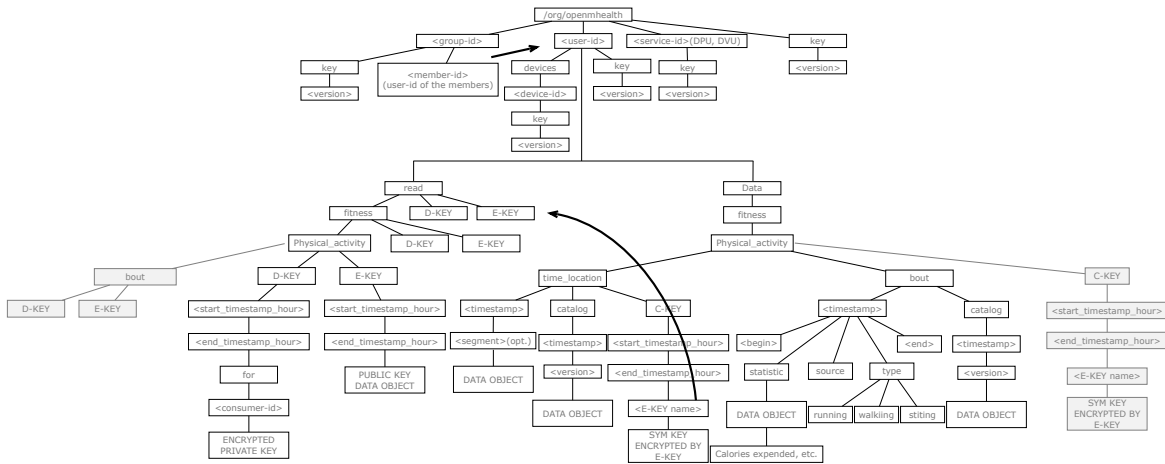 /org/openmhealth
<group-id>
<user-id>
<service-id>(DPU, DVU)
key
key
<member-id>
(user-id of the members)
devices
key
key
<version>
<version>
<device-id>
<version>
<version>
key
<version>
read
Data
fitness
D-KEY
E-KEY
fitness
Physical_activity
D-KEY
E-KEY
Physical_activity
bout
D-KEY
E-KEY
time_location
bout
C-KEY
D-KEY
E-KEY
<start_timestamp_hour>
<start_timestamp_hour>
<timestamp>
catalog
C-KEY
<timestamp>
catalog
<start_timestamp_hour>
<end_timestamp_hour>
<end_timestamp_hour>
<segment>(opt.)
<timestamp>
<start_timestamp_hour>
<begin>
<end>
<timestamp>
<end_timestamp_hour>
for
PUBLIC KEY
DATA OBJECT
DATA OBJECT
<version>
<end_timestamp_hour>
statistic
source
type
<version>
<E-KEY name>
<consumer-id>
DATA OBJECT
<E-KEY name>
DATA OBJECT
running
walkiing
stiting
DATA OBJECT
SYM KEY
ENCRYPTED BY
E-KEY
ENCRYPTED
PRIVATE KEY
SYM KEY
ENCRYPTED BY
E-KEY
Calories expended, etc.